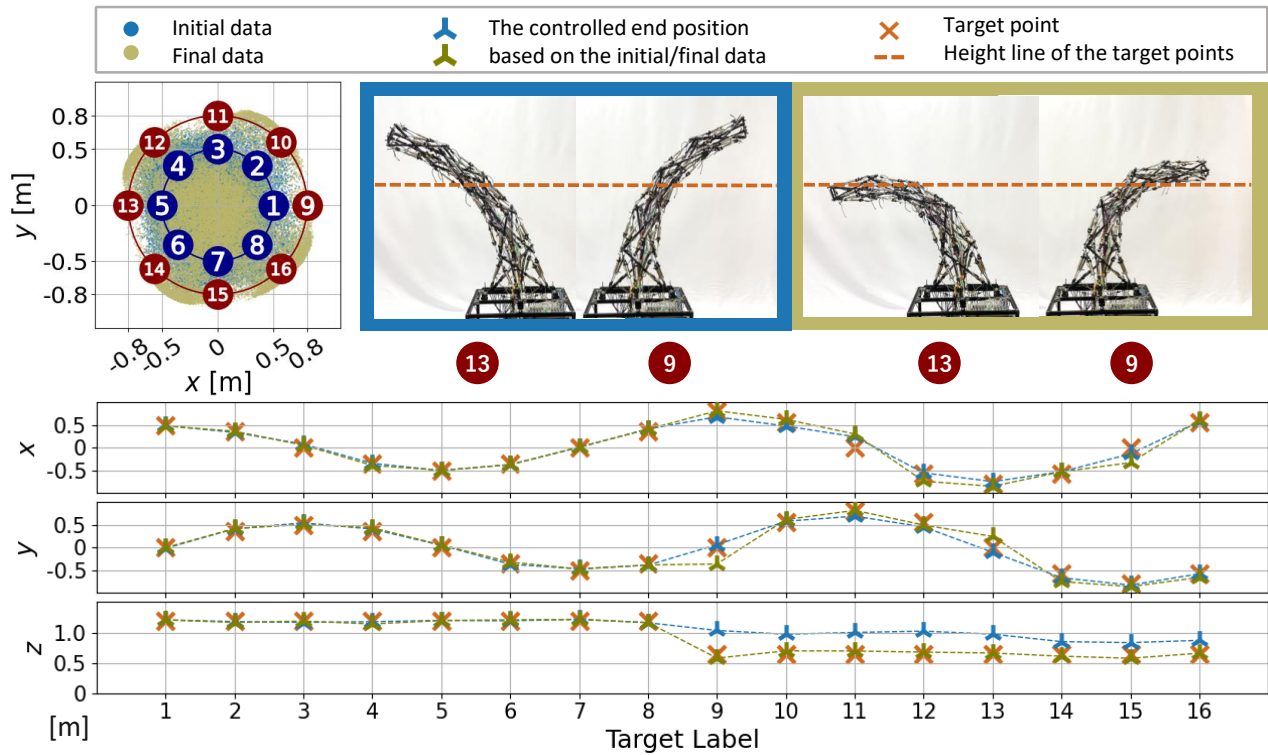 Initial data
Final data
The controlled end position
based on the initial/final data
Target point
Height line of the target points
y [m]
0.8
0.5
0
-0.5
-0.8
11
12
10
3
4
2
13
5
1
9
6
8
7
14
16
15
-0.8
-0.5
0
0.5
0.8
x [m]
13
9
13
9
x
0.5
0
-0.5
y
0.5
0
-0.5
z
1.0
0.5
0
[m]
1 2 3 4 5 6 7 8 9 10 11 12 13 14 15 16
Target Label